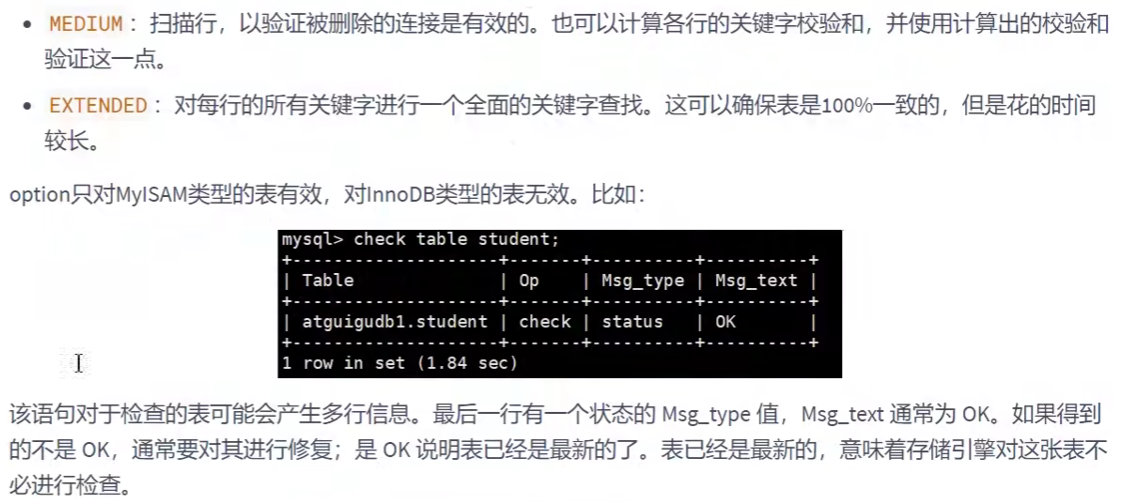 • MEDIUM：扫描行，以验证被删除的连接是有效的。也可以计算各行的关键字校验和，并使用计算出的校验和
验证这一点。
• EXTENDED：对每行的所有关键字进行一个全面的关键字查找。这可以确保表是100%一致的，但是花的时间
较长。
option只对MyISAM类型的表有效，对InnoDB类型的表无效。比如：
mysql> check table student;
+--------------------+-------+----------+----------+
| Table              | Op    | Msg_type | Msg_text |
+--------------------+-------+----------+----------+
| atguigudb1.student | check | status   | OK       |
+--------------------+-------+----------+----------+
1 row in set (1.84 sec)
该语句对于检查的表可能会产生多行信息。最后一行有一个状态的 Msg_type 值，Msg_text 通常为 OK。如果得到
的不是 OK，通常要对其进行修复；是 OK 说明表已经是最新的了。表已经是最新的，意味着存储引擎对这张表不
必进行检查。